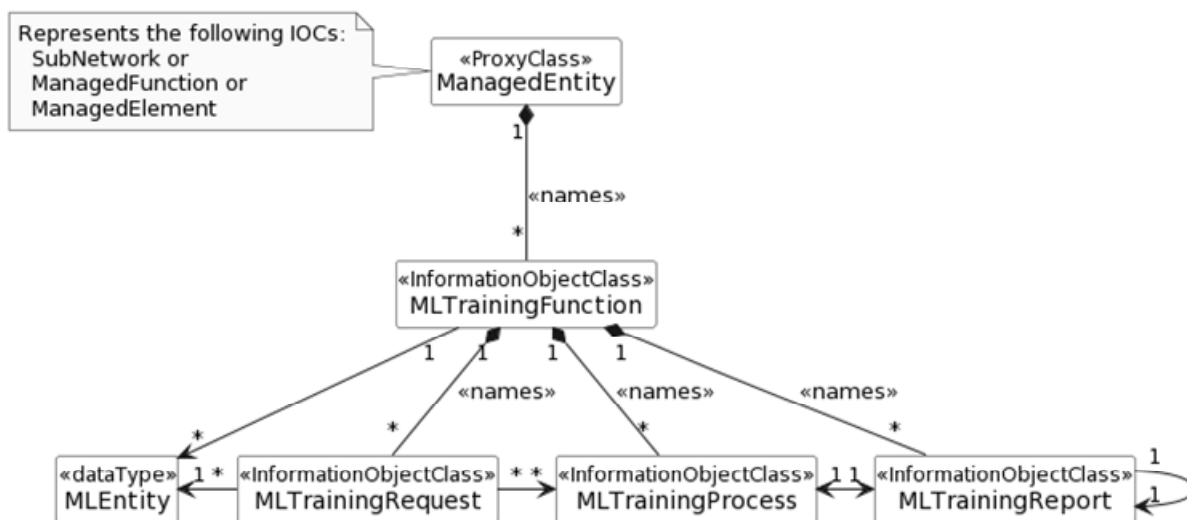 Represents the following IOCs:
SubNetwork or
ManagedFunction or
ManagedElement
«ProxyClass»
ManagedEntity
1
«names»
*
«InformationObjectClass»
MLTrainingFunction
1 1 1 1
«names» «names» «names»
* * * *
«dataType»
MLEntity
1 *
«InformationObjectClass»
MLTrainingRequest
* *
«InformationObjectClass»
MLTrainingProcess
1 1
«InformationObjectClass»
MLTrainingReport
1
1